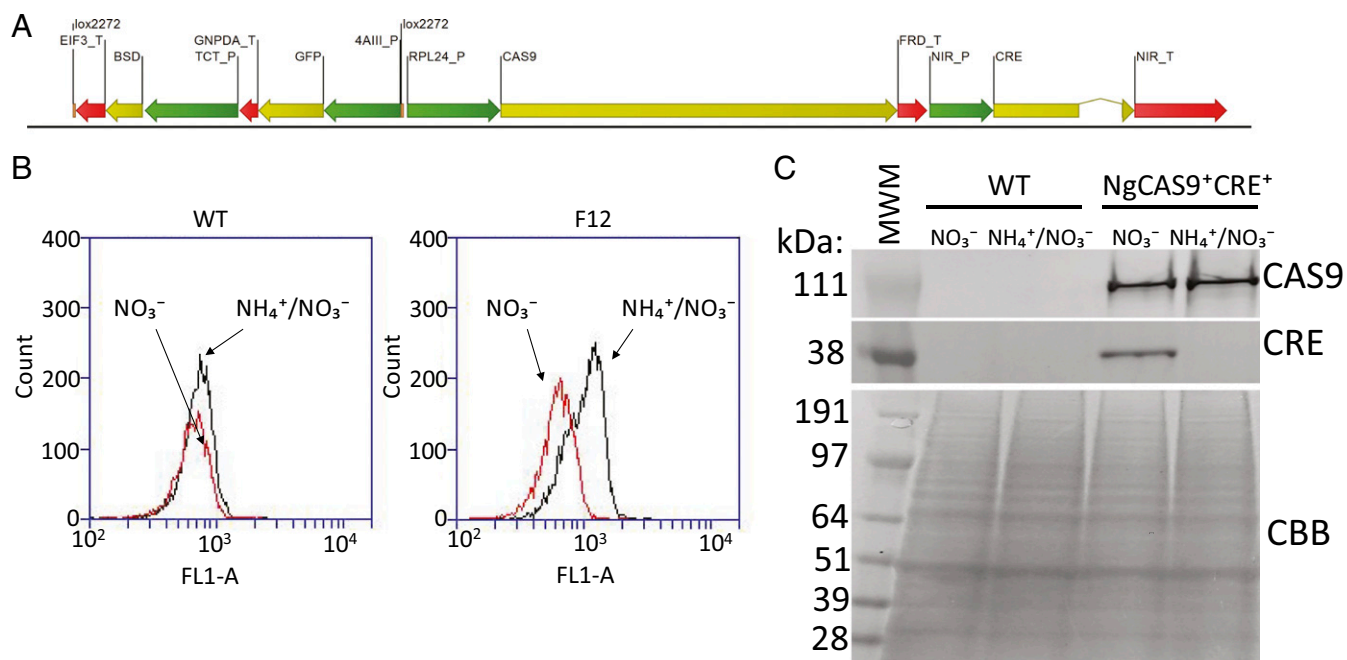 A
lox2272 lox2272
EIF3_T GNPDA_T 4AIII_P FRD_T NIR_T
BSD TCT_P GFP RPL24_P CAS9 NIR_P CRE
B
WT
400
300
200
100
0
Count
NO₃⁻
NH₄⁺/NO₃⁻
10² 10³ 10⁴
FL1-A
F12
400
300
200
100
0
Count
NO₃⁻
NH₄⁺/NO₃⁻
10² 10³ 10⁴
FL1-A
C
MWM
WT NgCAS9⁺CRE⁺
kDa: NO₃⁻ NH₄⁺/NO₃⁻ NO₃⁻ NH₄⁺/NO₃⁻
111 CAS9
38 CRE
191
97
64 CBB
51
39
28